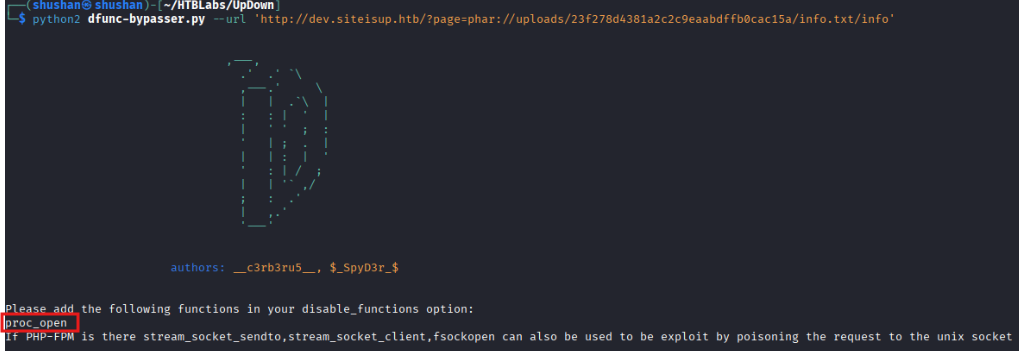 ┌──(shushan㉿shushan)-[~/HTBLabs/UpDown]
└─$ python2 dfunc-bypasser.py --url 'http://dev.siteisup.htb/?page=phar://uploads/23f278d4381a2c2c9eaabdffb0cac15a/info.txt/info'
authors: __c3rb3ru5__, $_SpyD3r_$
Please add the following functions in your disable_functions option:
proc_open
If PHP-FPM is there stream_socket_sendto,stream_socket_client,fsockopen can also be used to be exploit by poisoning the request to the unix socket